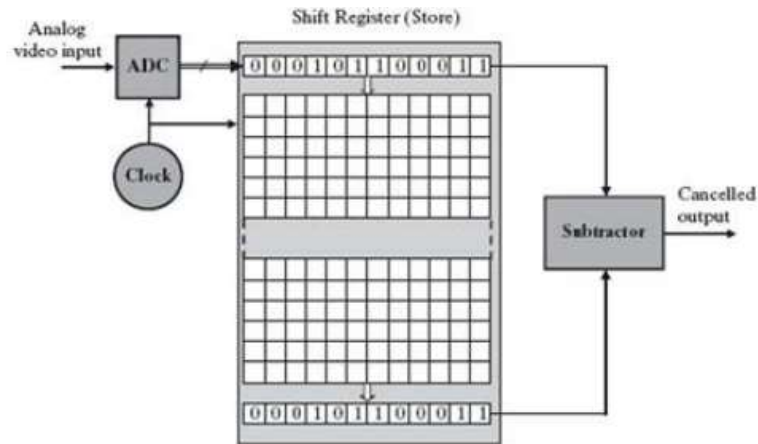 Shift Register (Store)
Analog
video input
ADC
0 0 0 1 0 1 1 0 0 0 1 1
Clock
Subtractor
Cancelled
output
0 0 0 1 0 1 1 0 0 0 1 1